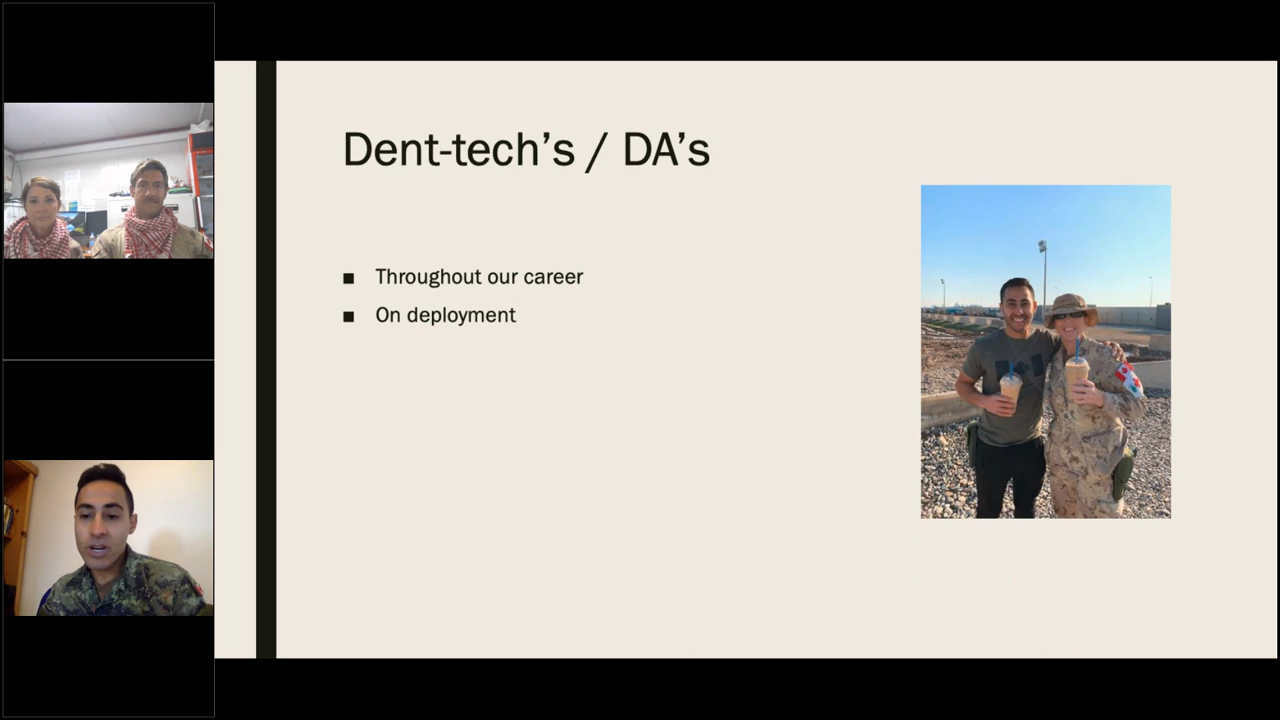 Dent-tech’s / DA’s
■ Throughout our career
■ On deployment